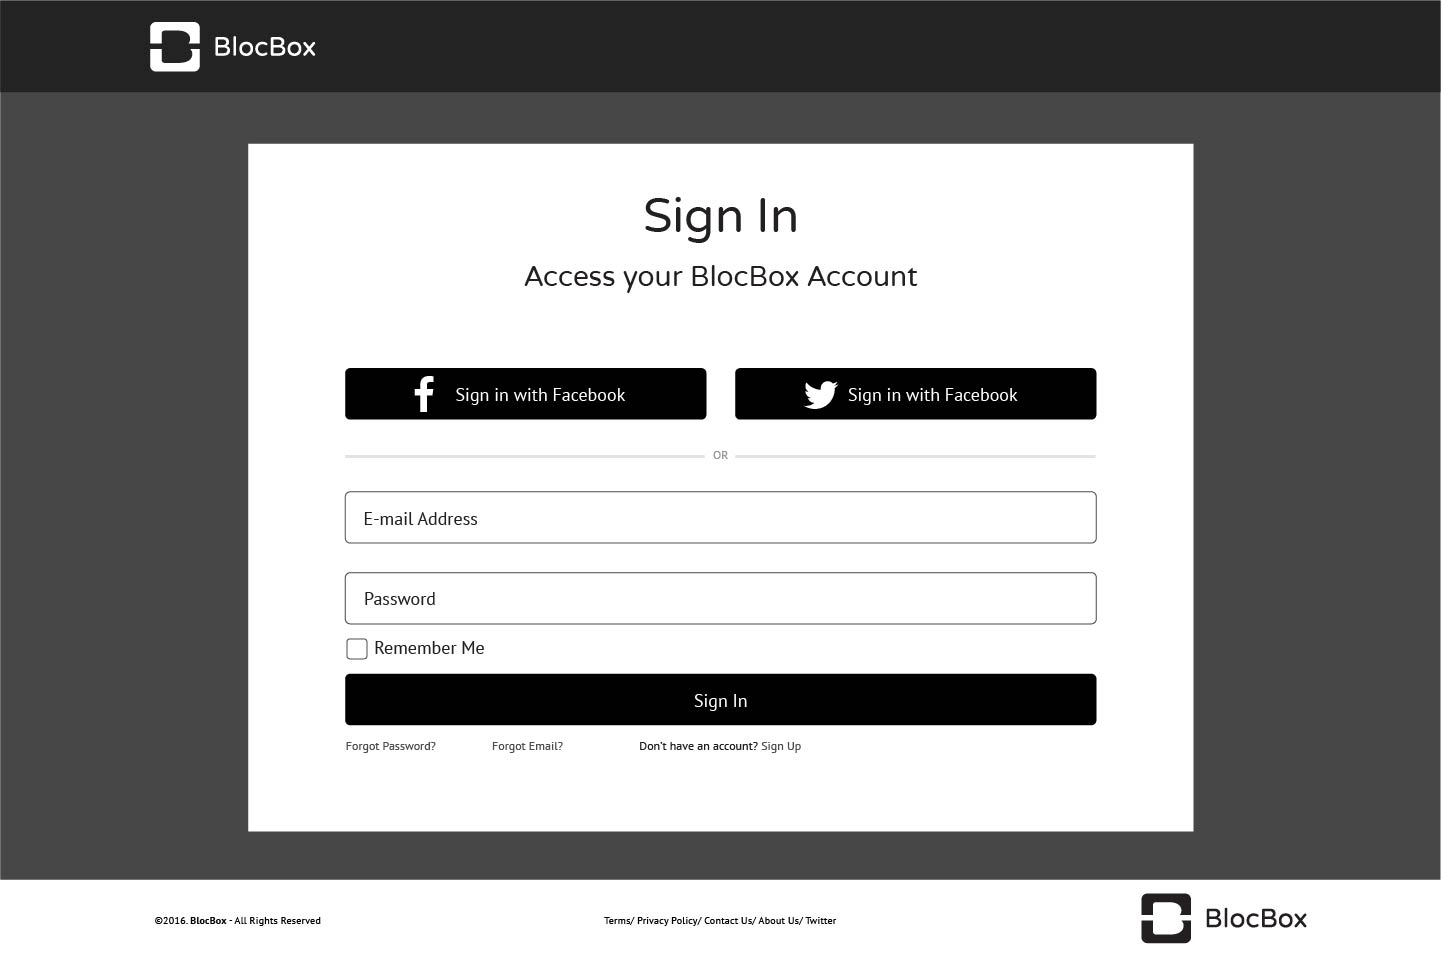 BlocBox
Sign In
Access your BlocBox Account
Sign in with Facebook
Sign in with Facebook
OR
E-mail Address
Password
Remember Me
Sign In
Forgot Password?
Forgot Email?
Don't have an account? Sign Up
©2016. BlocBox - All Rights Reserved
Terms/ Privacy Policy/ Contact Us/ About Us/ Twitter
BlocBox